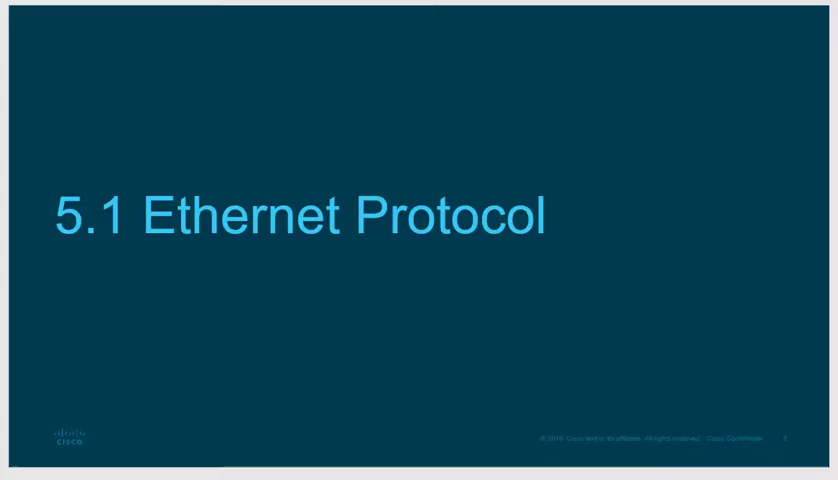 5.1 Ethernet Protocol
CISCO
© 2016 Cisco and/or its affiliates. All rights reserved. Cisco Confidential